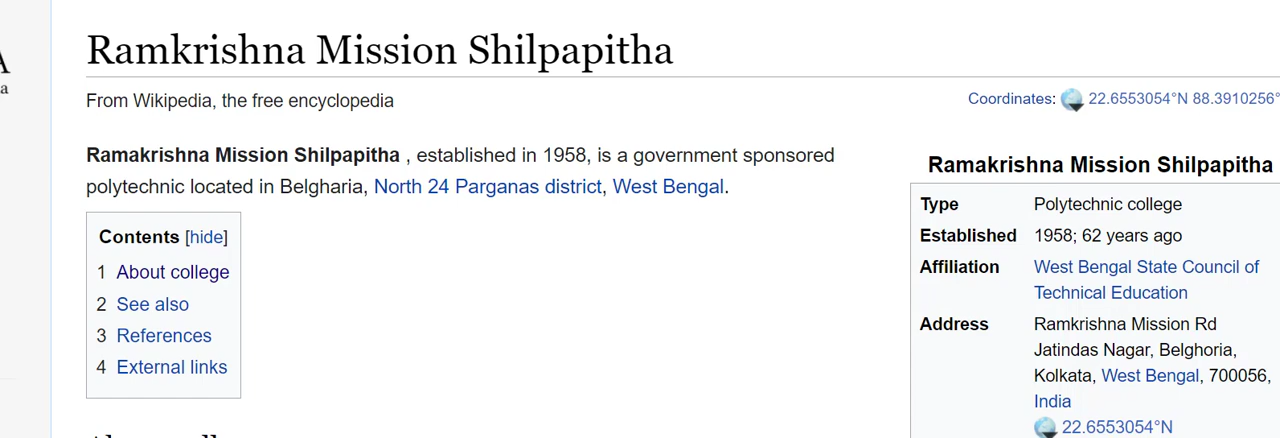 Ramkrishna Mission Shilpapitha
From Wikipedia, the free encyclopedia
Coordinates: 22.6553054°N 88.3910256°
Ramakrishna Mission Shilpapitha , established in 1958, is a government sponsored
polytechnic located in Belgharia, North 24 Parganas district, West Bengal.
Contents [hide]
1 About college
2 See also
3 References
4 External links
Ramakrishna Mission Shilpapitha
Type Polytechnic college
Established 1958; 62 years ago
Affiliation West Bengal State Council of
Technical Education
Address Ramkrishna Mission Rd
Jatindas Nagar, Belghoria,
Kolkata, West Bengal, 700056,
India
22.6553054°N